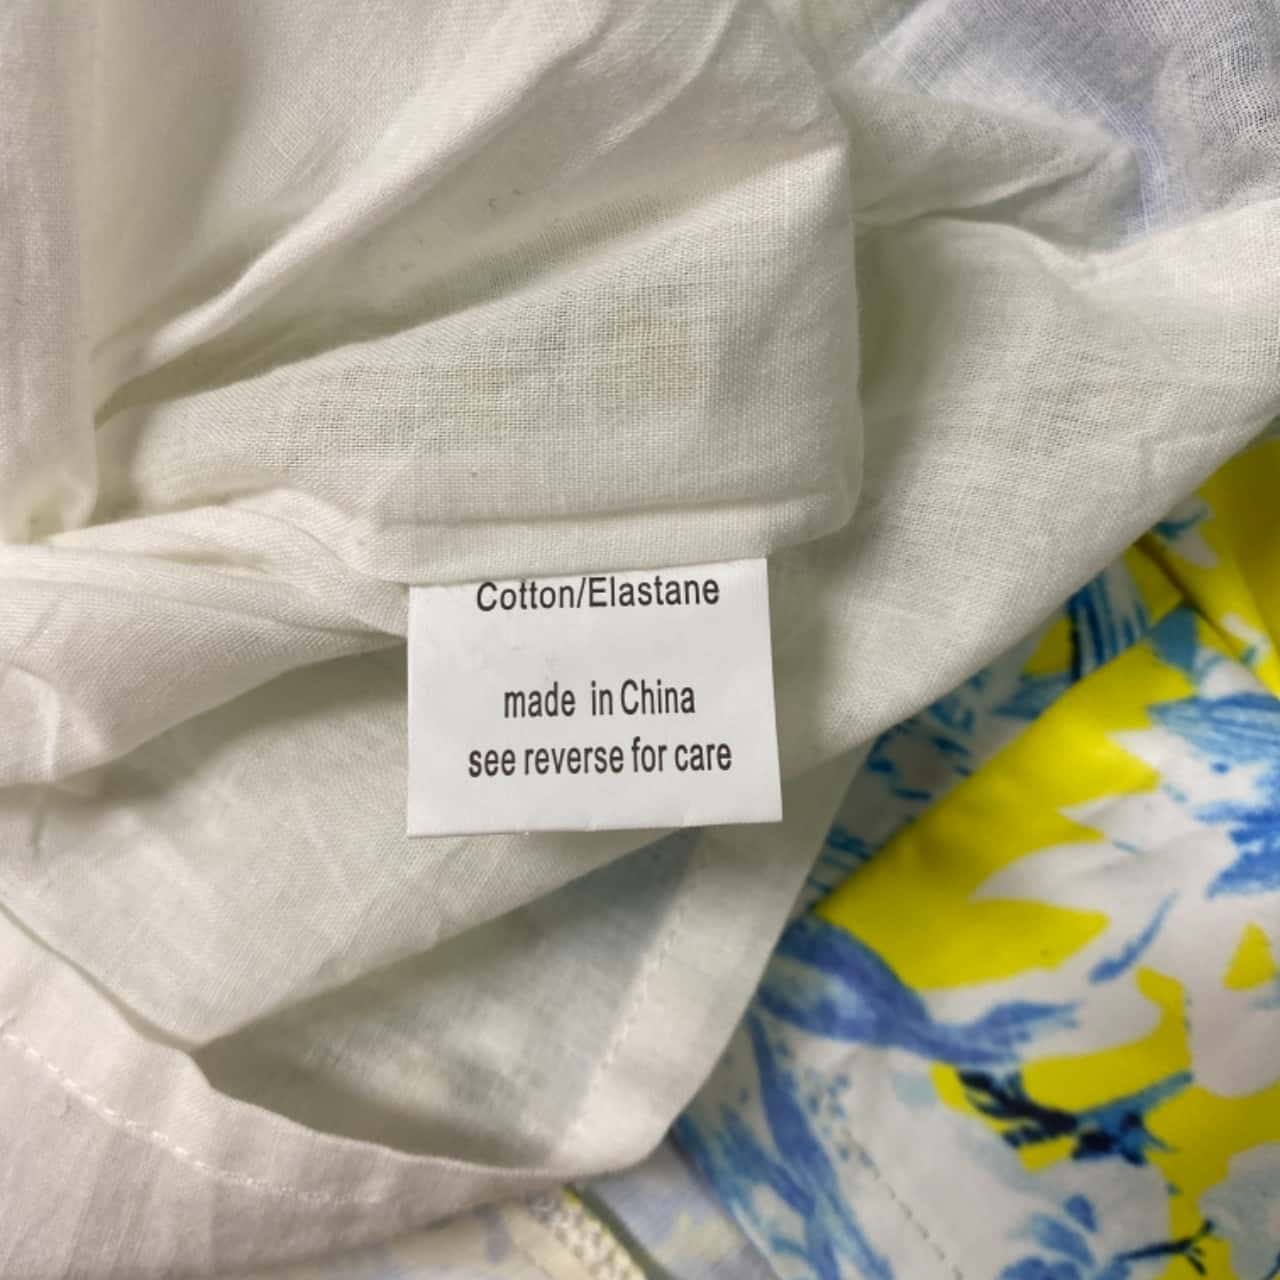 Cotton/Elastane
made in China
see reverse for care